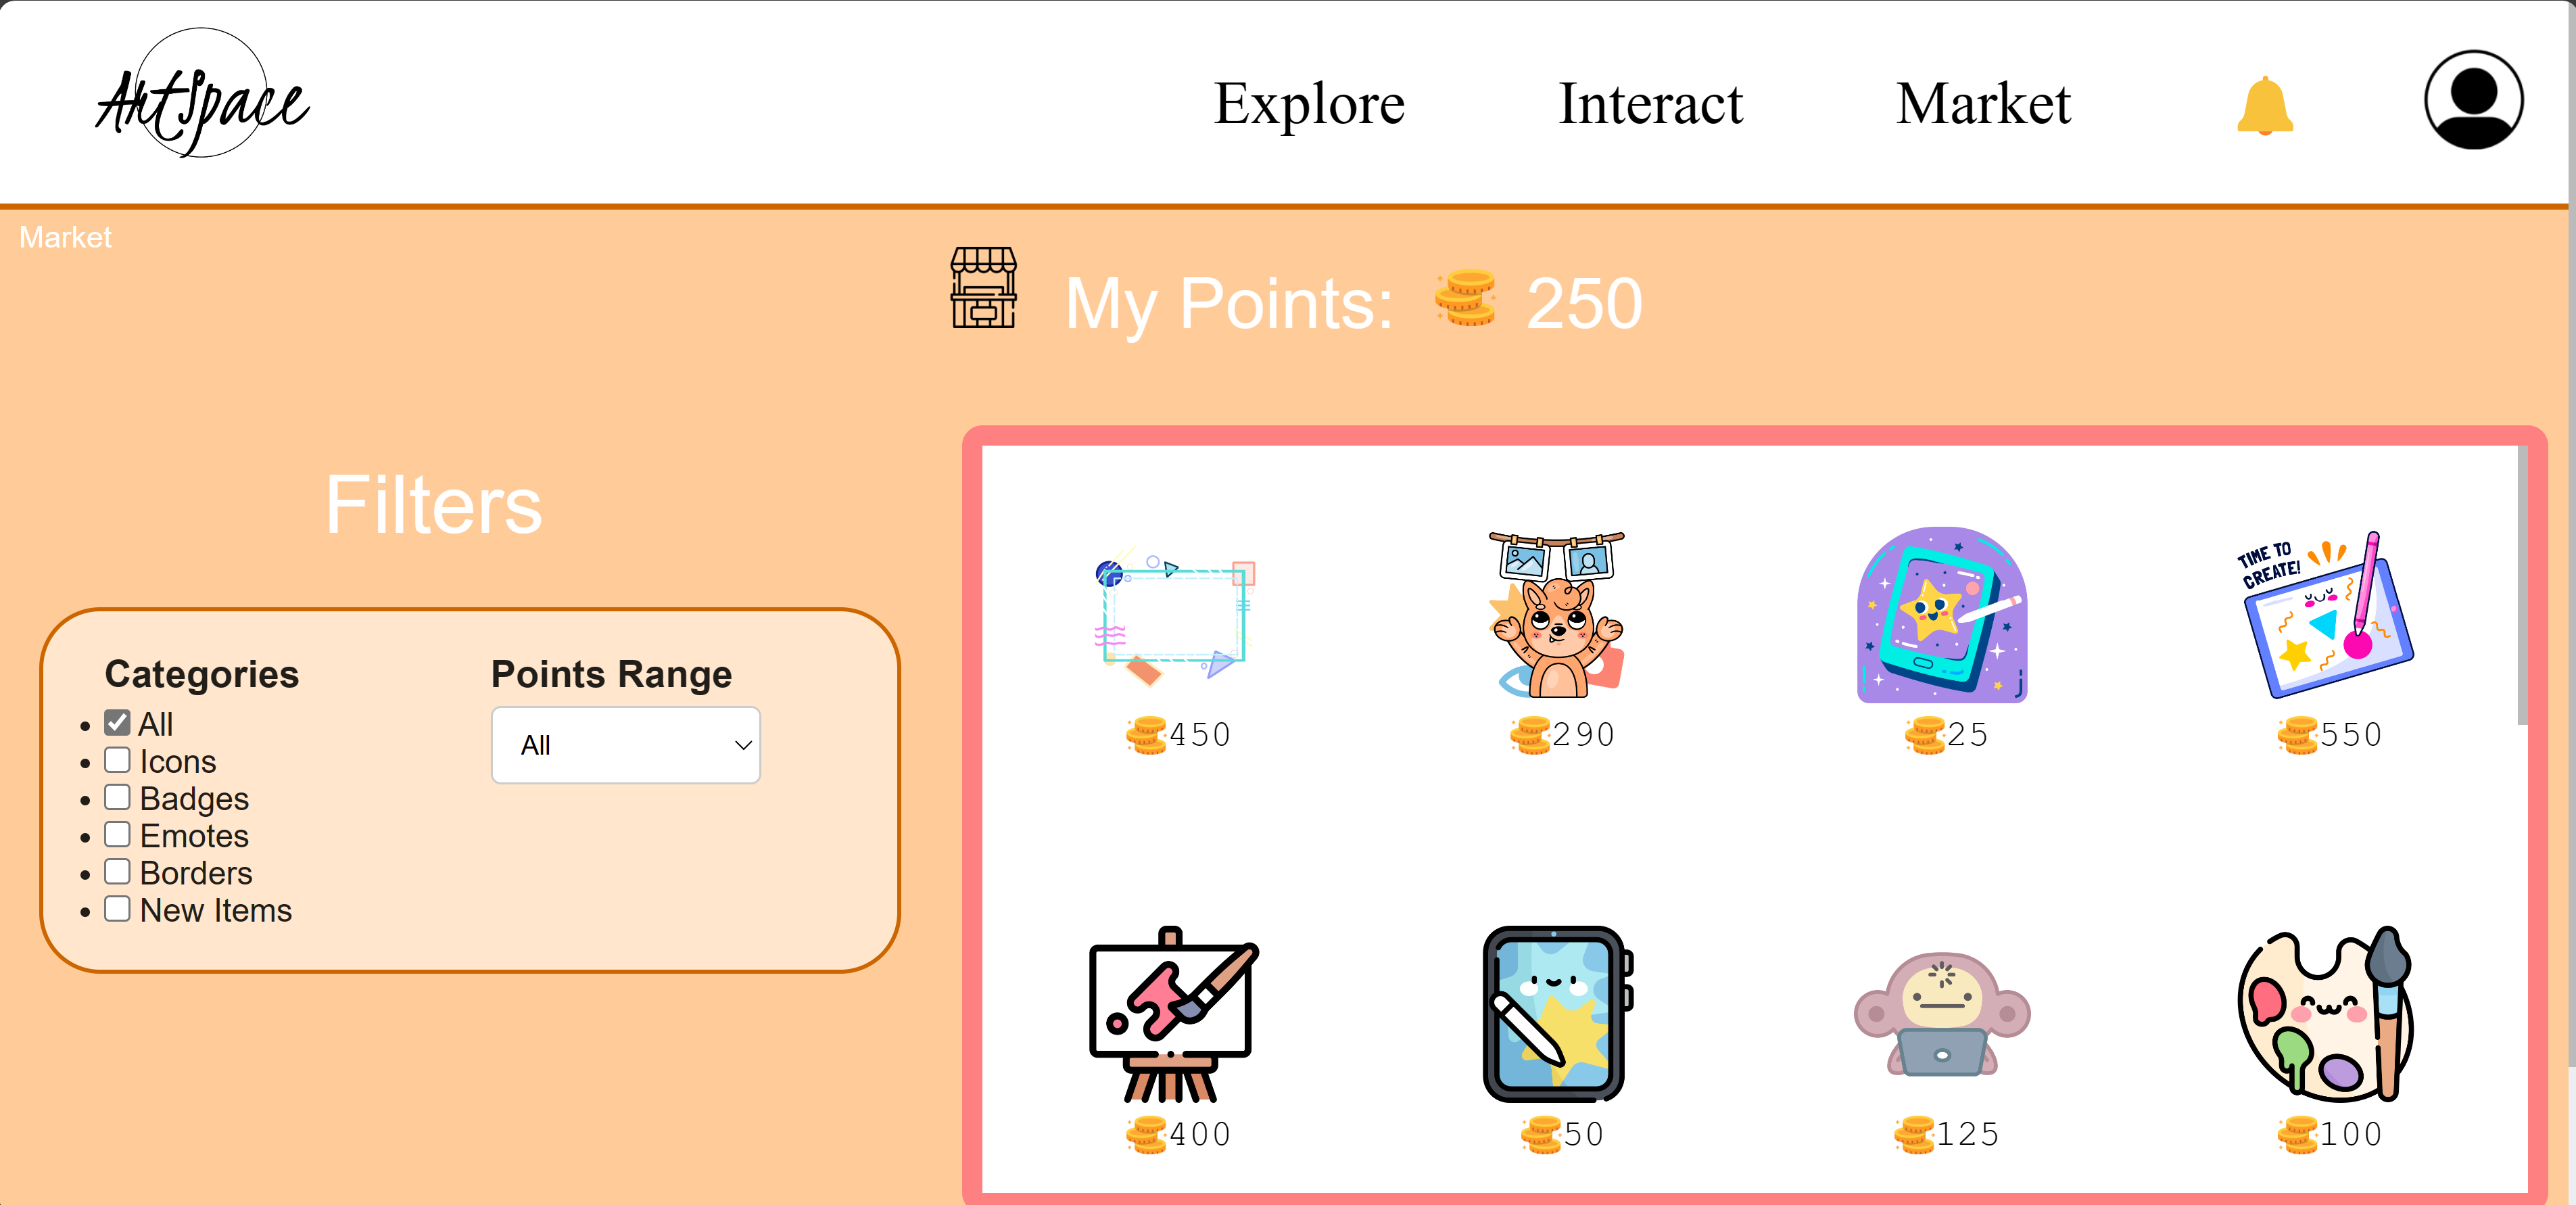 ArtSpace
Explore Interact Market
Market
My Points: 250
Filters
Categories
All
Icons
Badges
Emotes
Borders
New Items
Points Range
All
TIME TO
CREATE!
450 290 25 550
400 50 125 100